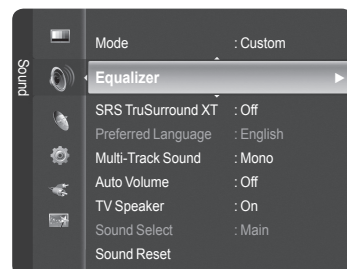 Sound
Mode : Custom
Equalizer
SRS TruSurround XT : Off
Preferred Language : English
Multi-Track Sound : Mono
Auto Volume : Off
TV Speaker : On
Sound Select : Main
Sound Reset